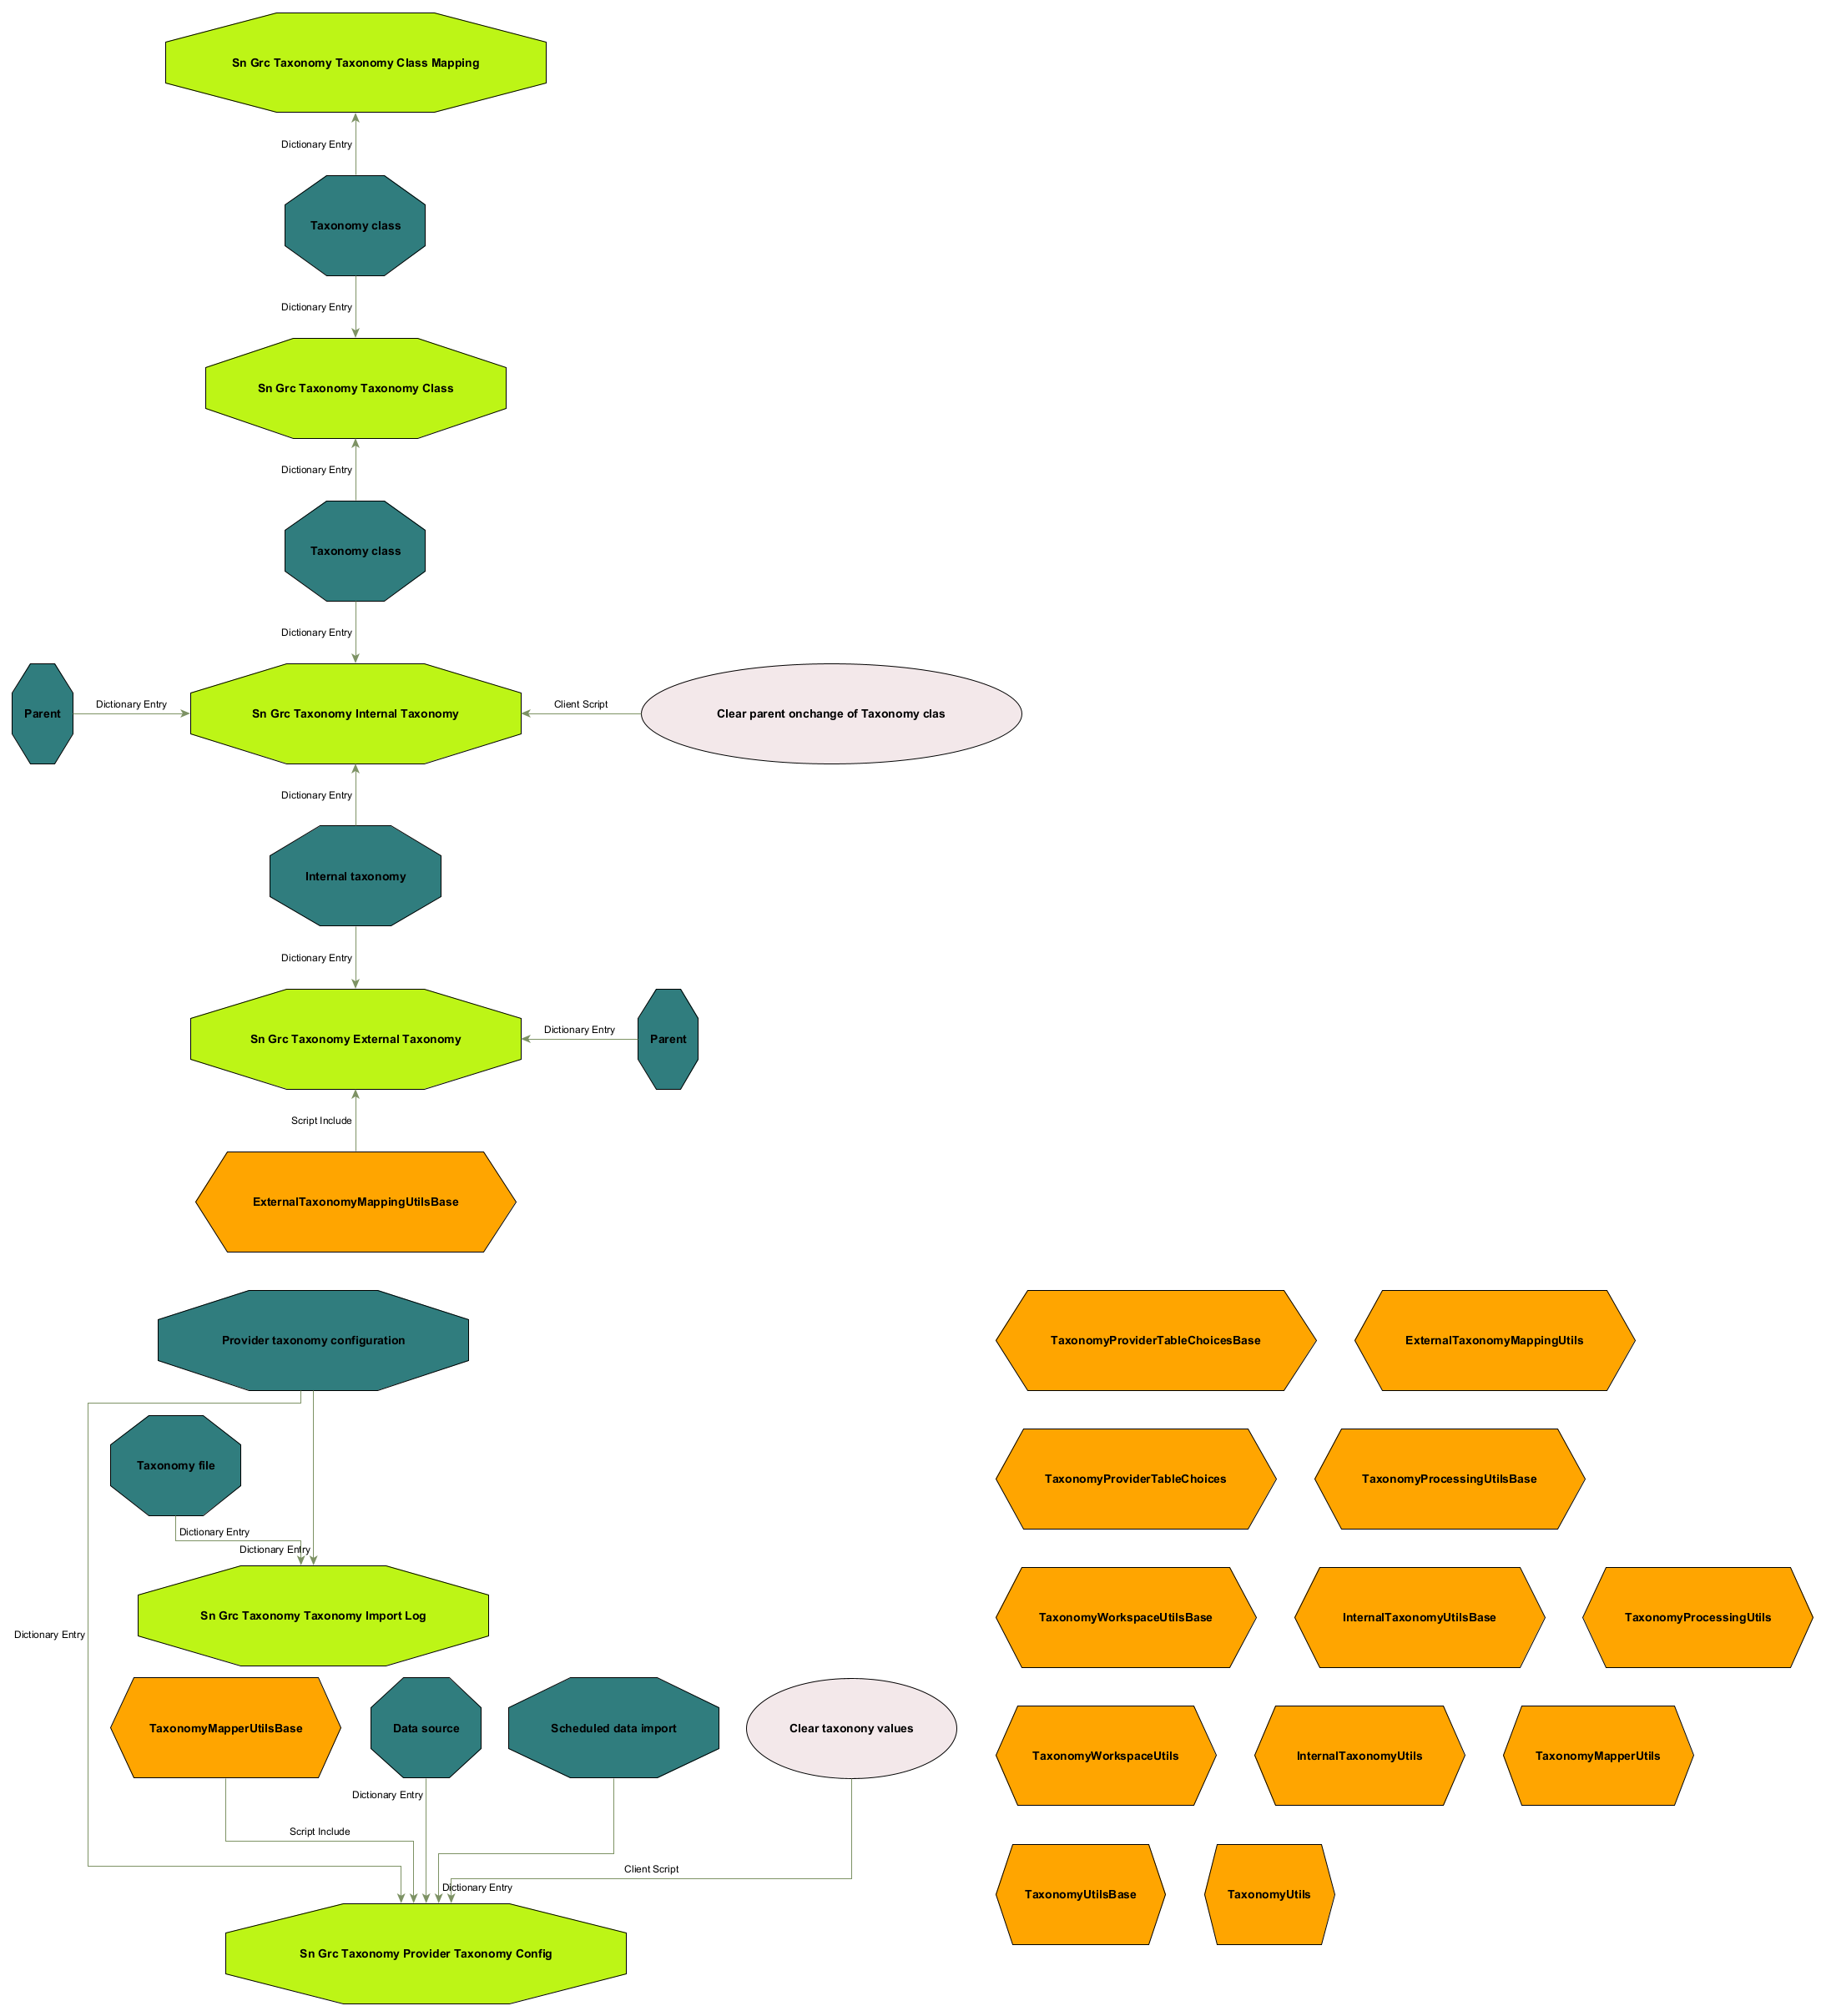 Sn Grc Taxonomy Taxonomy Class Mapping
Dictionary Entry
Taxonomy class
Dictionary Entry
Sn Grc Taxonomy Taxonomy Class
Dictionary Entry
Taxonomy class
Dictionary Entry
Parent
Dictionary Entry
Sn Grc Taxonomy Internal Taxonomy
Client Script
Clear parent onchange of Taxonomy clas
Dictionary Entry
Internal taxonomy
Dictionary Entry
Sn Grc Taxonomy External Taxonomy
Dictionary Entry
Parent
Script Include
ExternalTaxonomyMappingUtilsBase
Provider taxonomy configuration
TaxonomyProviderTableChoicesBase
ExternalTaxonomyMappingUtils
Taxonomy file
TaxonomyProviderTableChoices
TaxonomyProcessingUtilsBase
Dictionary Entry
Dictionary Entry
Sn Grc Taxonomy Taxonomy Import Log
Dictionary Entry
TaxonomyWorkspaceUtilsBase
InternalTaxonomyUtilsBase
TaxonomyProcessingUtils
TaxonomyMapperUtilsBase
Data source
Scheduled data import
Clear taxonony values
TaxonomyWorkspaceUtils
InternalTaxonomyUtils
TaxonomyMapperUtils
Dictionary Entry
Script Include
Client Script
Dictionary Entry
TaxonomyUtilsBase
TaxonomyUtils
Sn Grc Taxonomy Provider Taxonomy Config